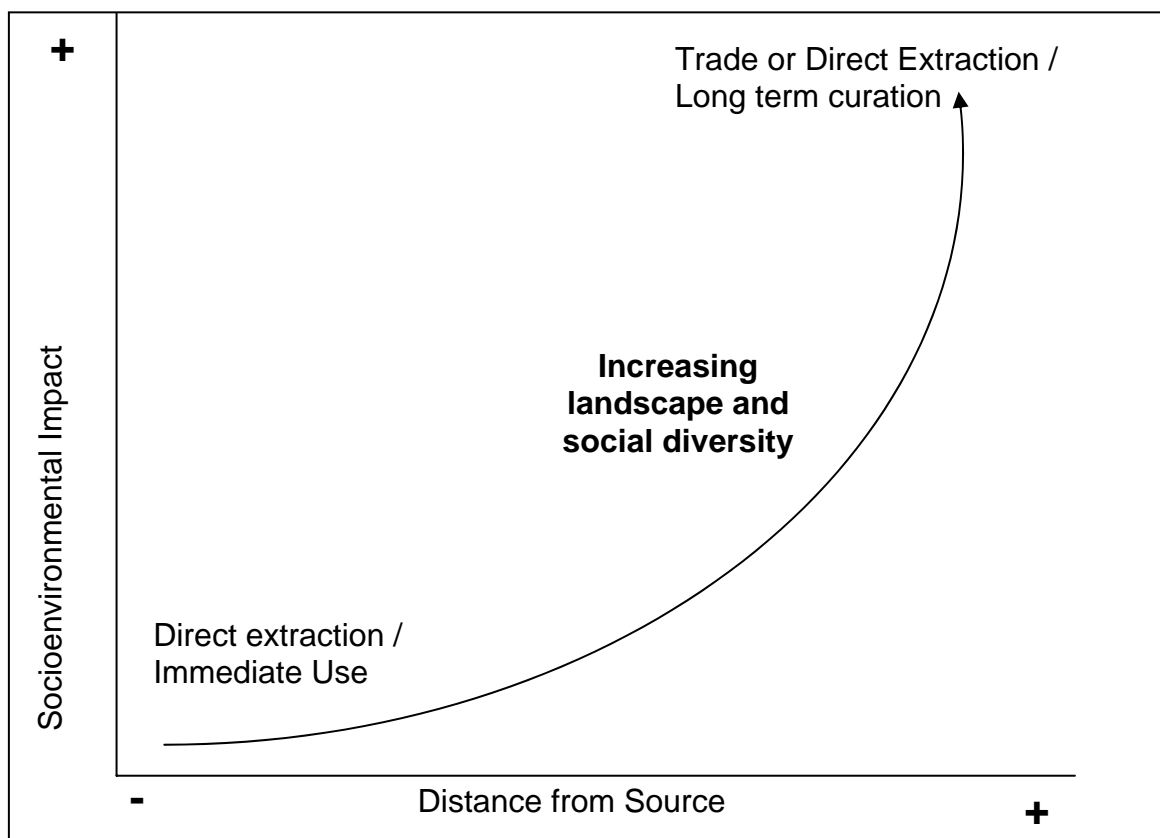 +
Trade or Direct Extraction /
Long term curation
Increasing
landscape and
social diversity
Socioenvironmental Impact
Direct extraction /
Immediate Use
-
Distance from Source
+